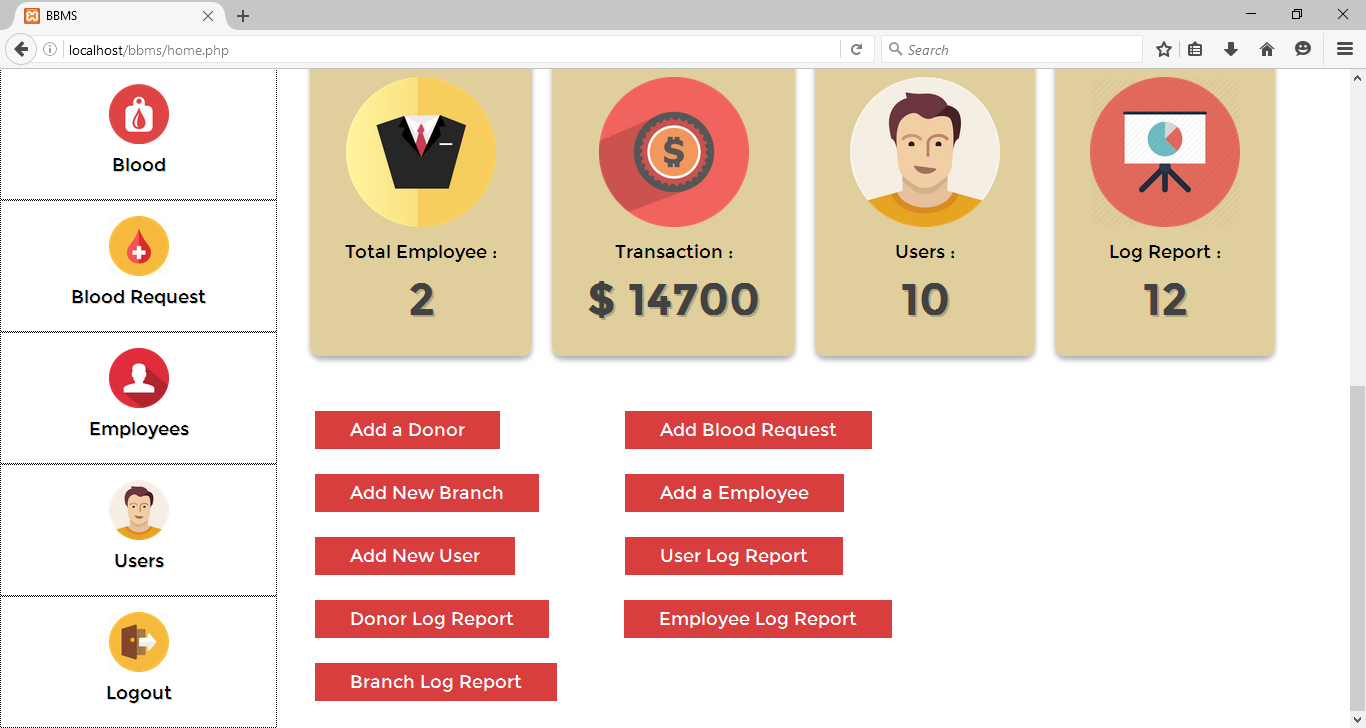 BBMS
localhost/bbms/home.php
Search
Blood
Blood Request
Employees
Users
Logout
Total Employee :
2
Transaction :
$
$ 14700
Users :
10
Log Report :
12
Add a Donor
Add Blood Request
Add New Branch
Add a Employee
Add New User
User Log Report
Donor Log Report
Employee Log Report
Branch Log Report